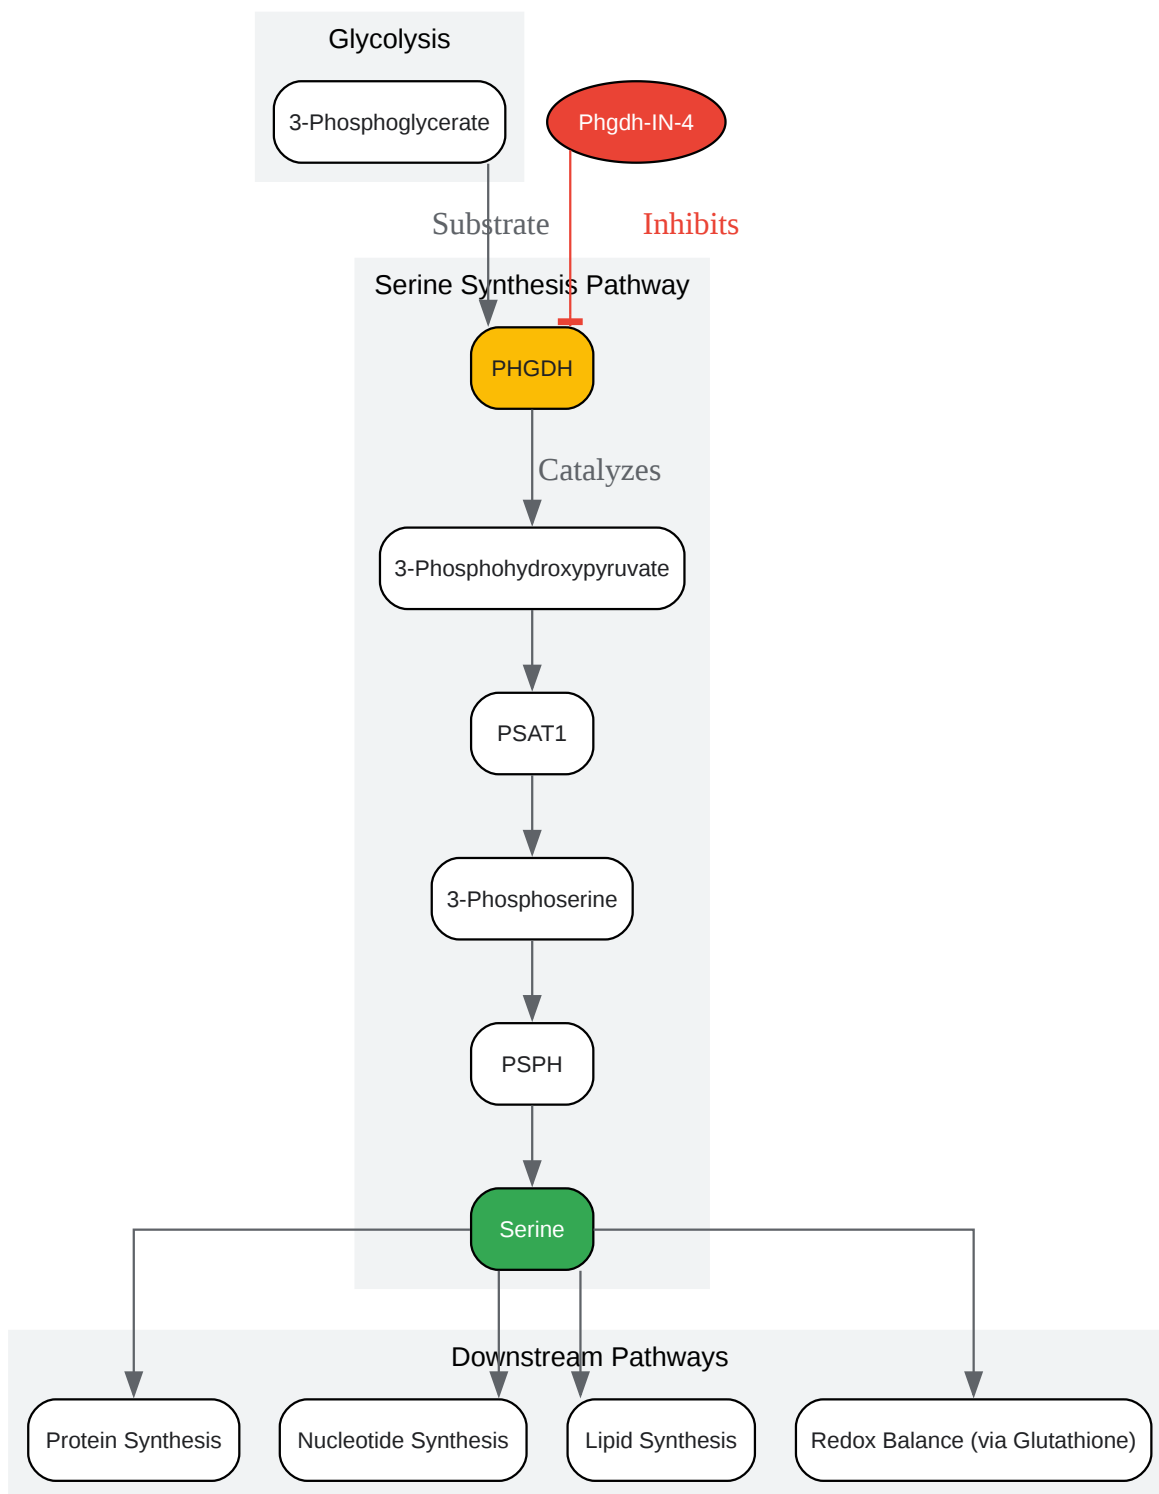 Glycolysis
3-Phosphoglycerate
Phgdh-IN-4
Substrate
Inhibits
Serine Synthesis Pathway
PHGDH
Catalyzes
3-Phosphohydroxypyruvate
PSAT1
3-Phosphoserine
PSPH
Serine
Downstream Pathways
Protein Synthesis
Nucleotide Synthesis
Lipid Synthesis
Redox Balance (via Glutathione)